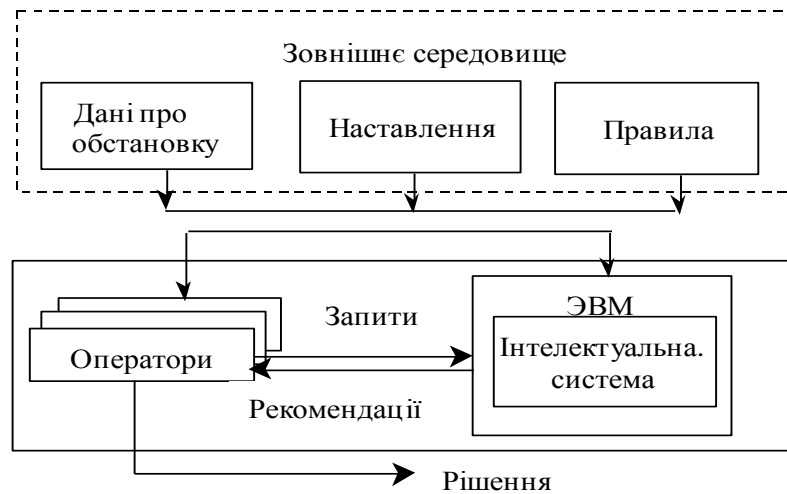 Зовнішнє середовище
Дані про
обстановку
Наставлення
Правила
Запити
ЭВМ
Оператори
Інтелектуальна.
система
Рекомендації
Рішення